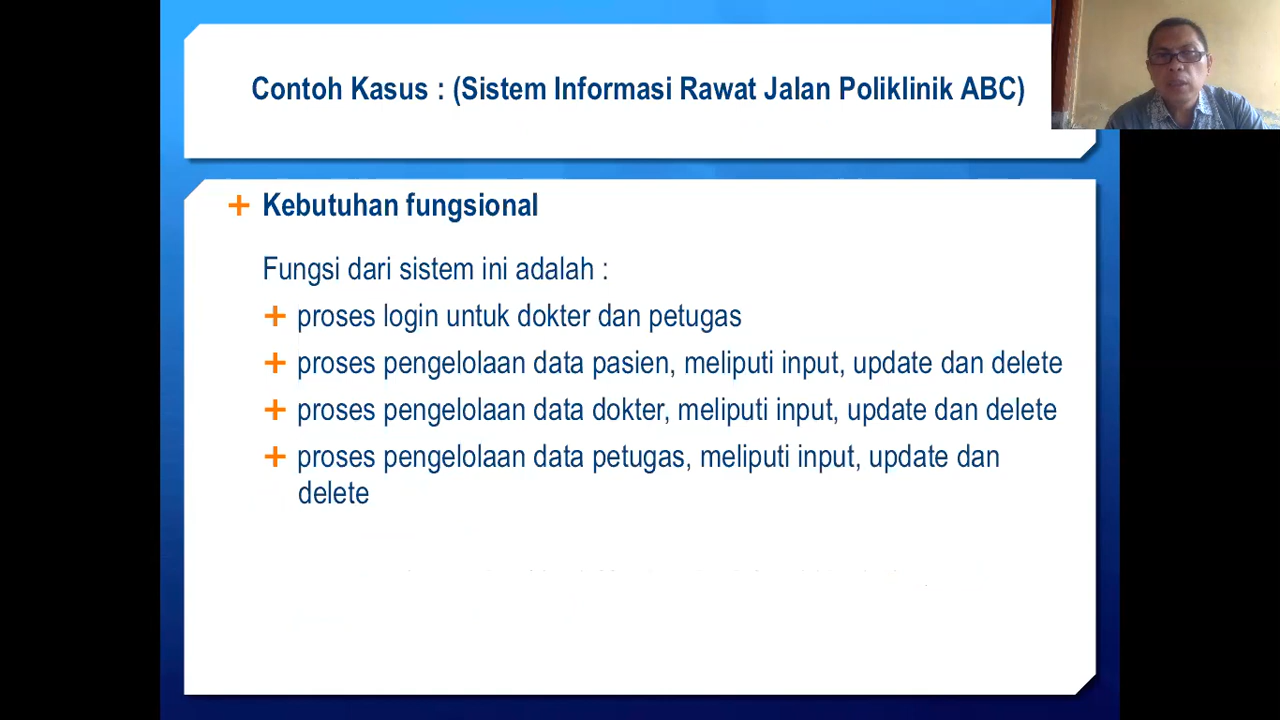 Contoh Kasus : (Sistem Informasi Rawat Jalan Poliklinik ABC)
Kebutuhan fungsional
Fungsi dari sistem ini adalah :
proses login untuk dokter dan petugas
proses pengelolaan data pasien, meliputi input, update dan delete
proses pengelolaan data dokter, meliputi input, update dan delete
proses pengelolaan data petugas, meliputi input, update dan
delete